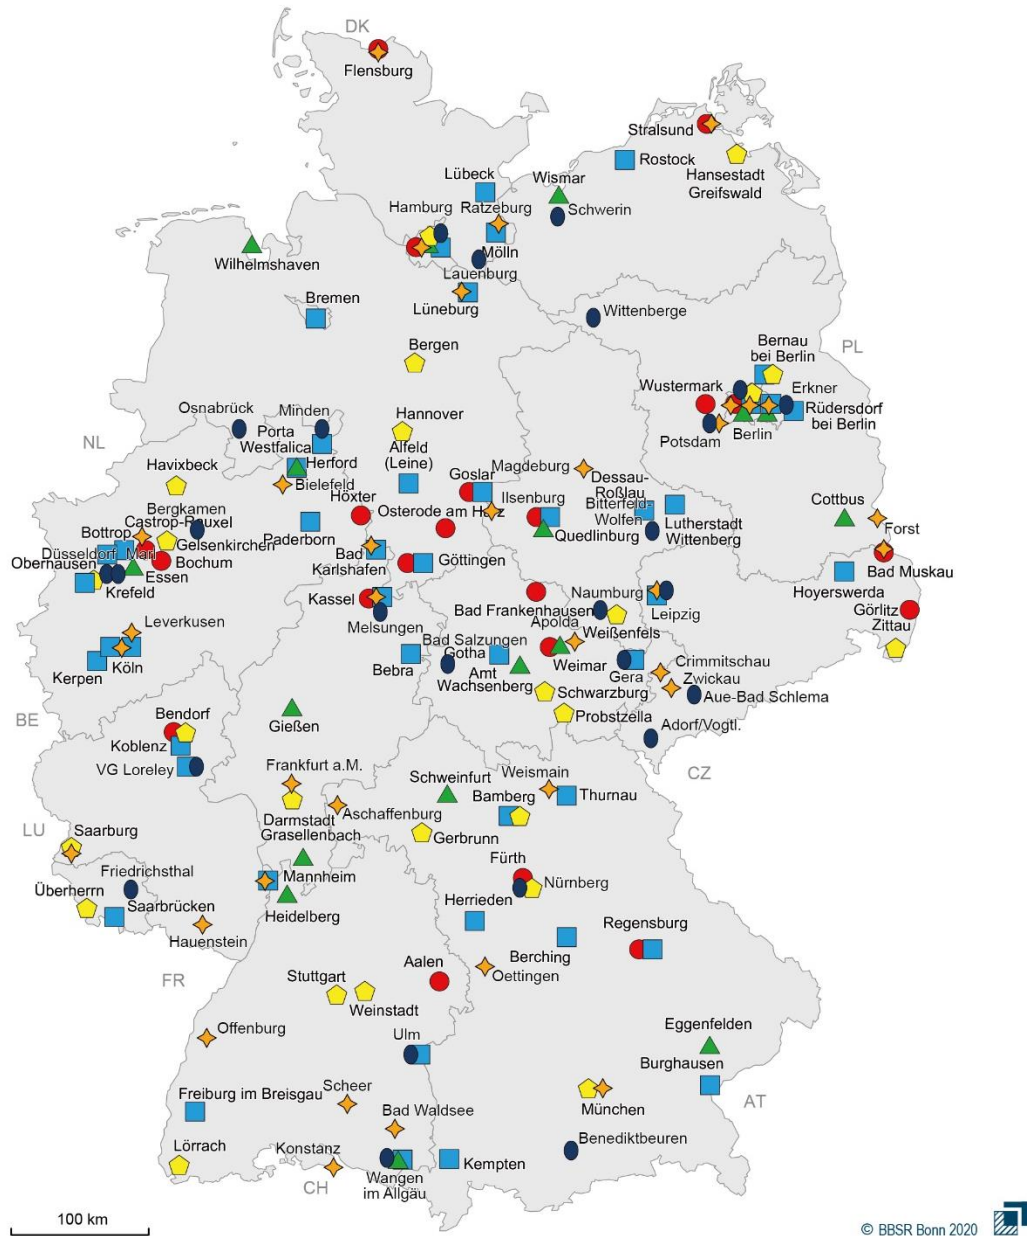 DK
Flensburg
Stralsund
Rostock
Hansestadt
Greifswald
Lübeck
Wismar
Hamburg
Ratzeburg
Schwerin
Mölln
Wilhelmshaven
Lauenburg
Lüneburg
Bremen
Wittenberge
Bergen
Bernau
bei Berlin
PL
Wustermark
Erkner
Rüdersdorf
bei Berlin
Potsdam
Berlin
Osnabrück
Minden
Hannover
NL
Porta
Westfalica
Alfeld
(Leine)
Herford
Havixbeck
Bielefeld
Goslar
Magdeburg
Dessau-
Roßlau
Bitterfeld-
Wolfen
Ilsenburg
Höxter
Osterode am Harz
Cottbus
Bergkamen
Castrop-Rauxel
Bottrop
Paderborn
Quedlinburg
Lutherstadt
Wittenberg
Forst
Gelsenkirchen
Düsseldorf
Marl
Bochum
Oberhausen
Essen
Krefeld
Bad
Karlshafen
Göttingen
Bad Muskau
Hoyerswerda
Kassel
Naumburg
Leipzig
Görlitz
Zittau
Melsungen
Bad Frankenhausen
Apolda
Weißenfels
Leverkusen
Bad Salzungen
Gotha
Weimar
Köln
Kerpen
Bebra
Amt
Wachsenberg
Gera
Crimmitschau
Zwickau
Schwarzburg
Aue-Bad Schlema
BE
Bendorf
Gießen
Probstzella
Adorf/Vogtl.
Koblenz
VG Loreley
CZ
Frankfurt a.M.
Schweinfurt
Weismain
Bamberg
Thurnau
Aschaffenburg
Darmstadt
Grasellenbach
Gerbrunn
LU
Saarburg
Friedrichsthal
Fürth
Mannheim
Nürnberg
Überherrn
Saarbrücken
Heidelberg
Herrieden
Hauenstein
Regensburg
Berching
FR
Aalen
Oettingen
Stuttgart
Weinstadt
Offenburg
Ulm
Eggenfelden
Burghausen
Scheer
Freiburg im Breisgau
München
AT
Bad Waldsee
Lörrach
Konstanz
Benediktbeuren
Kempten
Wangen
im Allgäu
CH
100 km
© BBSR Bonn 2020